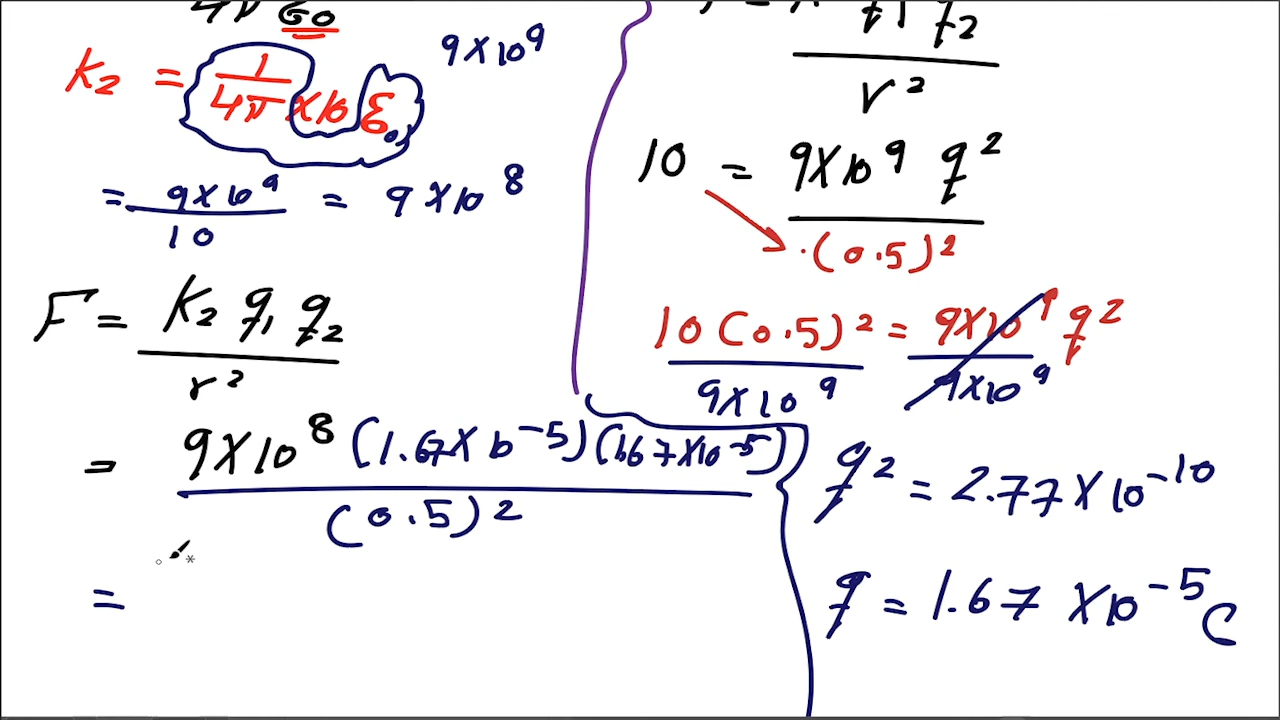 4π ε0
9×10⁹
K₂ = 1 / 4π ×10 ε₀
= 9×10⁹ / 10 = 9×10⁸
F = K₂ q₁ q₂ / r²
= 9×10⁸ (1.67×10⁻⁵)(1.67×10⁻⁵) / (0.5)²
=
q₁ q₂ / r²
10 = 9×10⁹ q² / (0.5)²
10 (0.5)² / 9×10⁹ = 9×10⁹ q² / 9×10⁹
q² = 2.77×10⁻¹⁰
q = 1.67×10⁻⁵ C